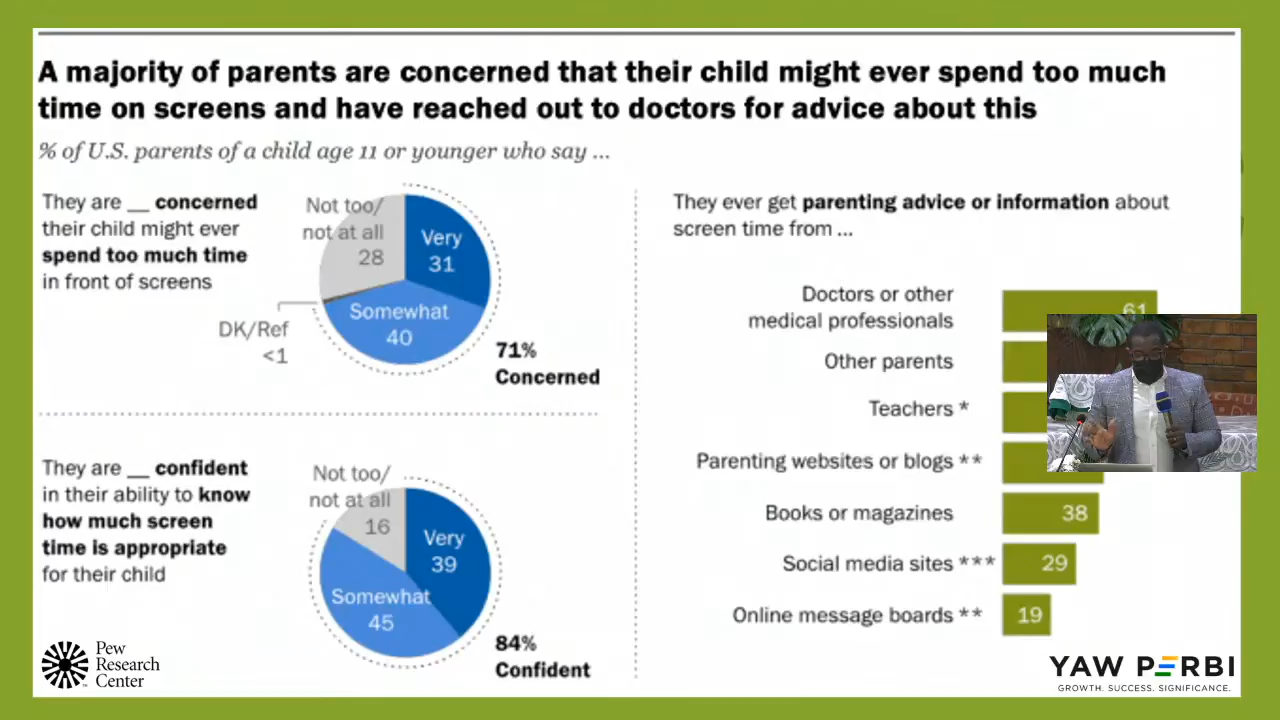 A majority of parents are concerned that their child might ever spend too much
time on screens and have reached out to doctors for advice about this
% of U.S. parents of a child age 11 or younger who say ...
They are __ concerned
their child might ever
spend too much time
in front of screens
Not too/
not at all
28
Very
31
Somewhat
40
DK/Ref
<1
71%
Concerned
They are __ confident
in their ability to know
how much screen
time is appropriate
for their child
Not too/
not at all
16
Very
39
Somewhat
45
84%
Confident
They ever get parenting advice or information about
screen time from ...
Doctors or other
medical professionals
61
Other parents
Teachers *
Parenting websites or blogs **
Books or magazines
38
Social media sites ***
29
Online message boards **
19
Pew
Research
Center
YAW PERBI
GROWTH. SUCCESS. SIGNIFICANCE.